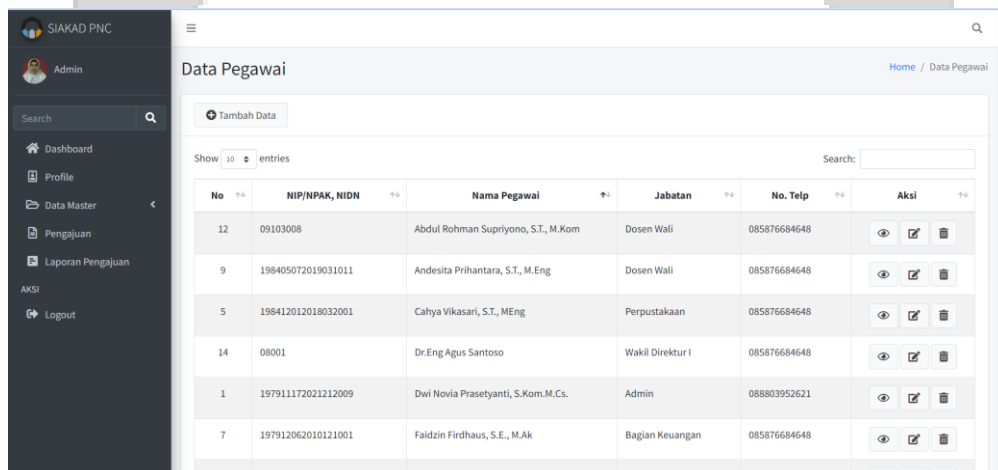 SIAKAD PNC
Admin
Search
Dashboard
Profile
Data Master
Pengajuan
Laporan Pengajuan
AKSI
Logout
Data Pegawai
Home / Data Pegawai
Tambah Data
Show 10 entries
Search:
No NIP/NPAK, NIDN Nama Pegawai Jabatan No. Telp Aksi
12 09103008 Abdul Rohman Supriyono, S.T., M.Kom Dosen Wali 085876684648
9 198405072019031011 Andesita Prihantara, S.T., M.Eng Dosen Wali 085876684648
5 198412012018032001 Cahya Vikasari, S.T., MEng Perpustakaan 085876684648
14 08001 Dr.Eng Agus Santoso Wakil Direktur I 085876684648
1 197911172021212009 Dwi Novia Prasetyanti, S.Kom.M.Cs. Admin 088803952621
7 197912062010121001 Faidzin Firdhaus, S.E., M.Ak Bagian Keuangan 085876684648